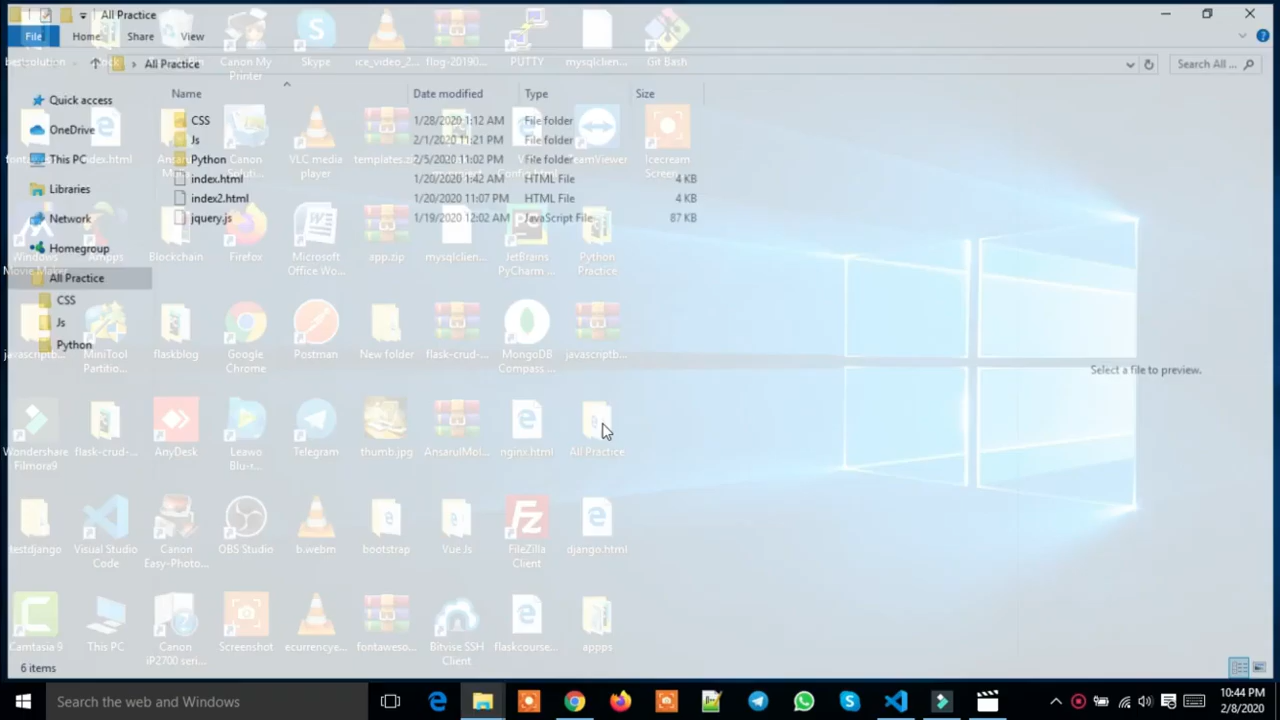 All Practice
File Home Share View
All Practice
Search All ...
Name Date modified Type Size
Quick access
OneDrive
This PC
Libraries
Network
Homegroup
All Practice
CSS
Js
Python
CSS 1/28/2020 1:12 AM File folder
Js 2/1/2020 11:21 PM File folder
Python 2/5/2020 11:02 PM File folder
index.html 1/20/2020 1:42 AM HTML File 4 KB
index2.html 1/20/2020 11:07 PM HTML File 4 KB
jquery.js 1/19/2020 12:02 AM JavaScript File 87 KB
Select a file to preview.
Canon My
Printer
Skype
ice_video_2...
flog-20190...
PUTTY
mysqlclien...
Git Bash
index.html
Canon
Soluti...
VLC media
player
templates.z
TeamViewer
Icecream
Screen
Windows
Ampps
Blockchain
Firefox
Microsoft
Office Wo...
app.zip
mysqlclien...
JetBrains
PyCharm ...
Python
Practice
javascriptb...
MiniTool
Partitio...
flaskblog
Google
Chrome
Postman
New folder
flask-crud-...
MongoDB
Compass ...
javascriptb...
Wondershare
Filmora9
flask-crud-...
AnyDesk
Leawo
Blu-r...
Telegram
thumb.jpg
AnsarulMol...
nginx.html
All Practice
testdjango
Visual Studio
Code
Canon
Easy-Photo...
OBS Studio
b.webm
bootstrap
Vue Js
FileZilla
Client
django.html
Camtasia 9
This PC
Canon
iP2700 seri...
Screenshot
ecurrencye...
fontaweso...
Bitvise SSH
Client
flaskcourse...
appps
6 items
Search the web and Windows
10:44 PM
2/8/2020